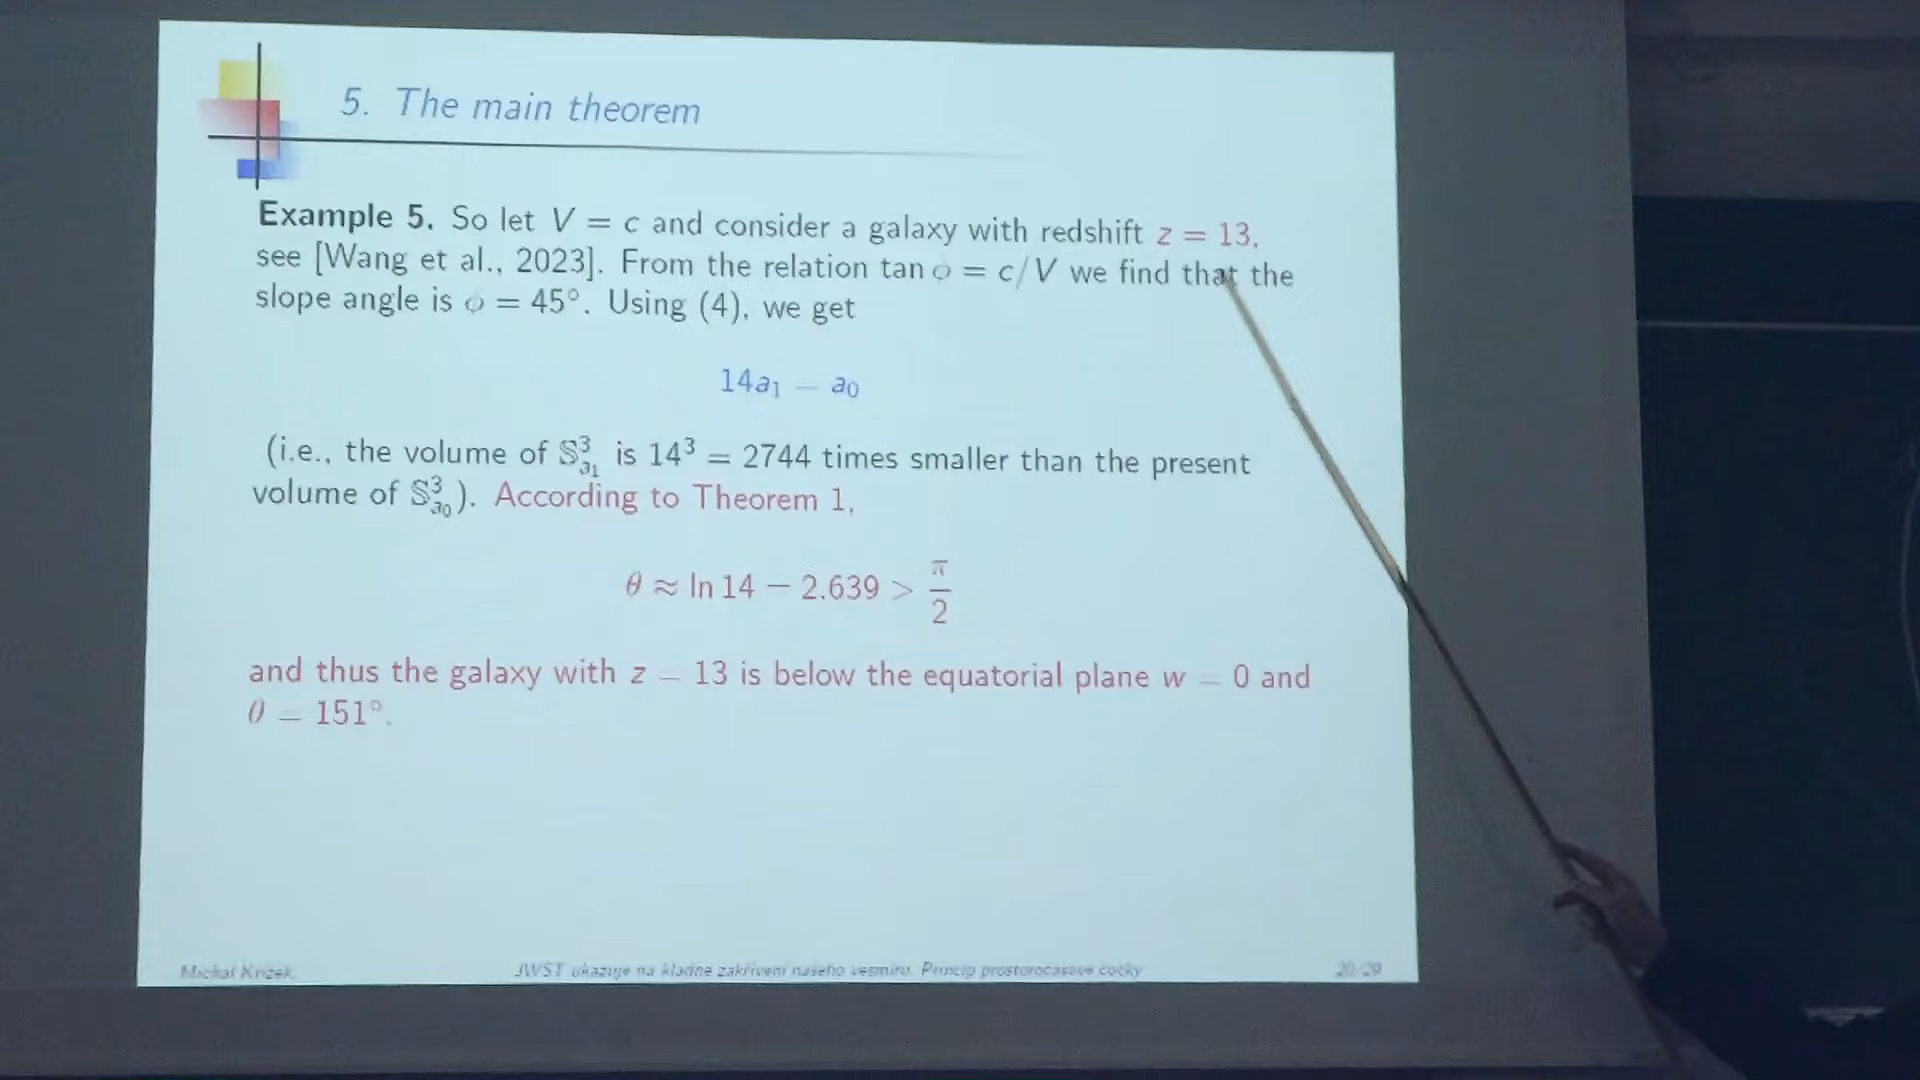 5. The main theorem
Example 5. So let V = c and consider a galaxy with redshift z = 13,
see [Wang et al., 2023]. From the relation tan φ = c/V we find that the
slope angle is φ = 45°. Using (4), we get
14a₁ = a₀
(i.e., the volume of 𝕊³ₐ₁ is 14³ = 2744 times smaller than the present
volume of 𝕊³ₐ₀). According to Theorem 1,
θ ≈ ln 14 = 2.639 > π/2
and thus the galaxy with z = 13 is below the equatorial plane w = 0 and
θ = 151°.
Michal Křížek
JWST ukazuje na kladné zakřivení našeho vesmíru. Princip prostoročasové čočky
20/29